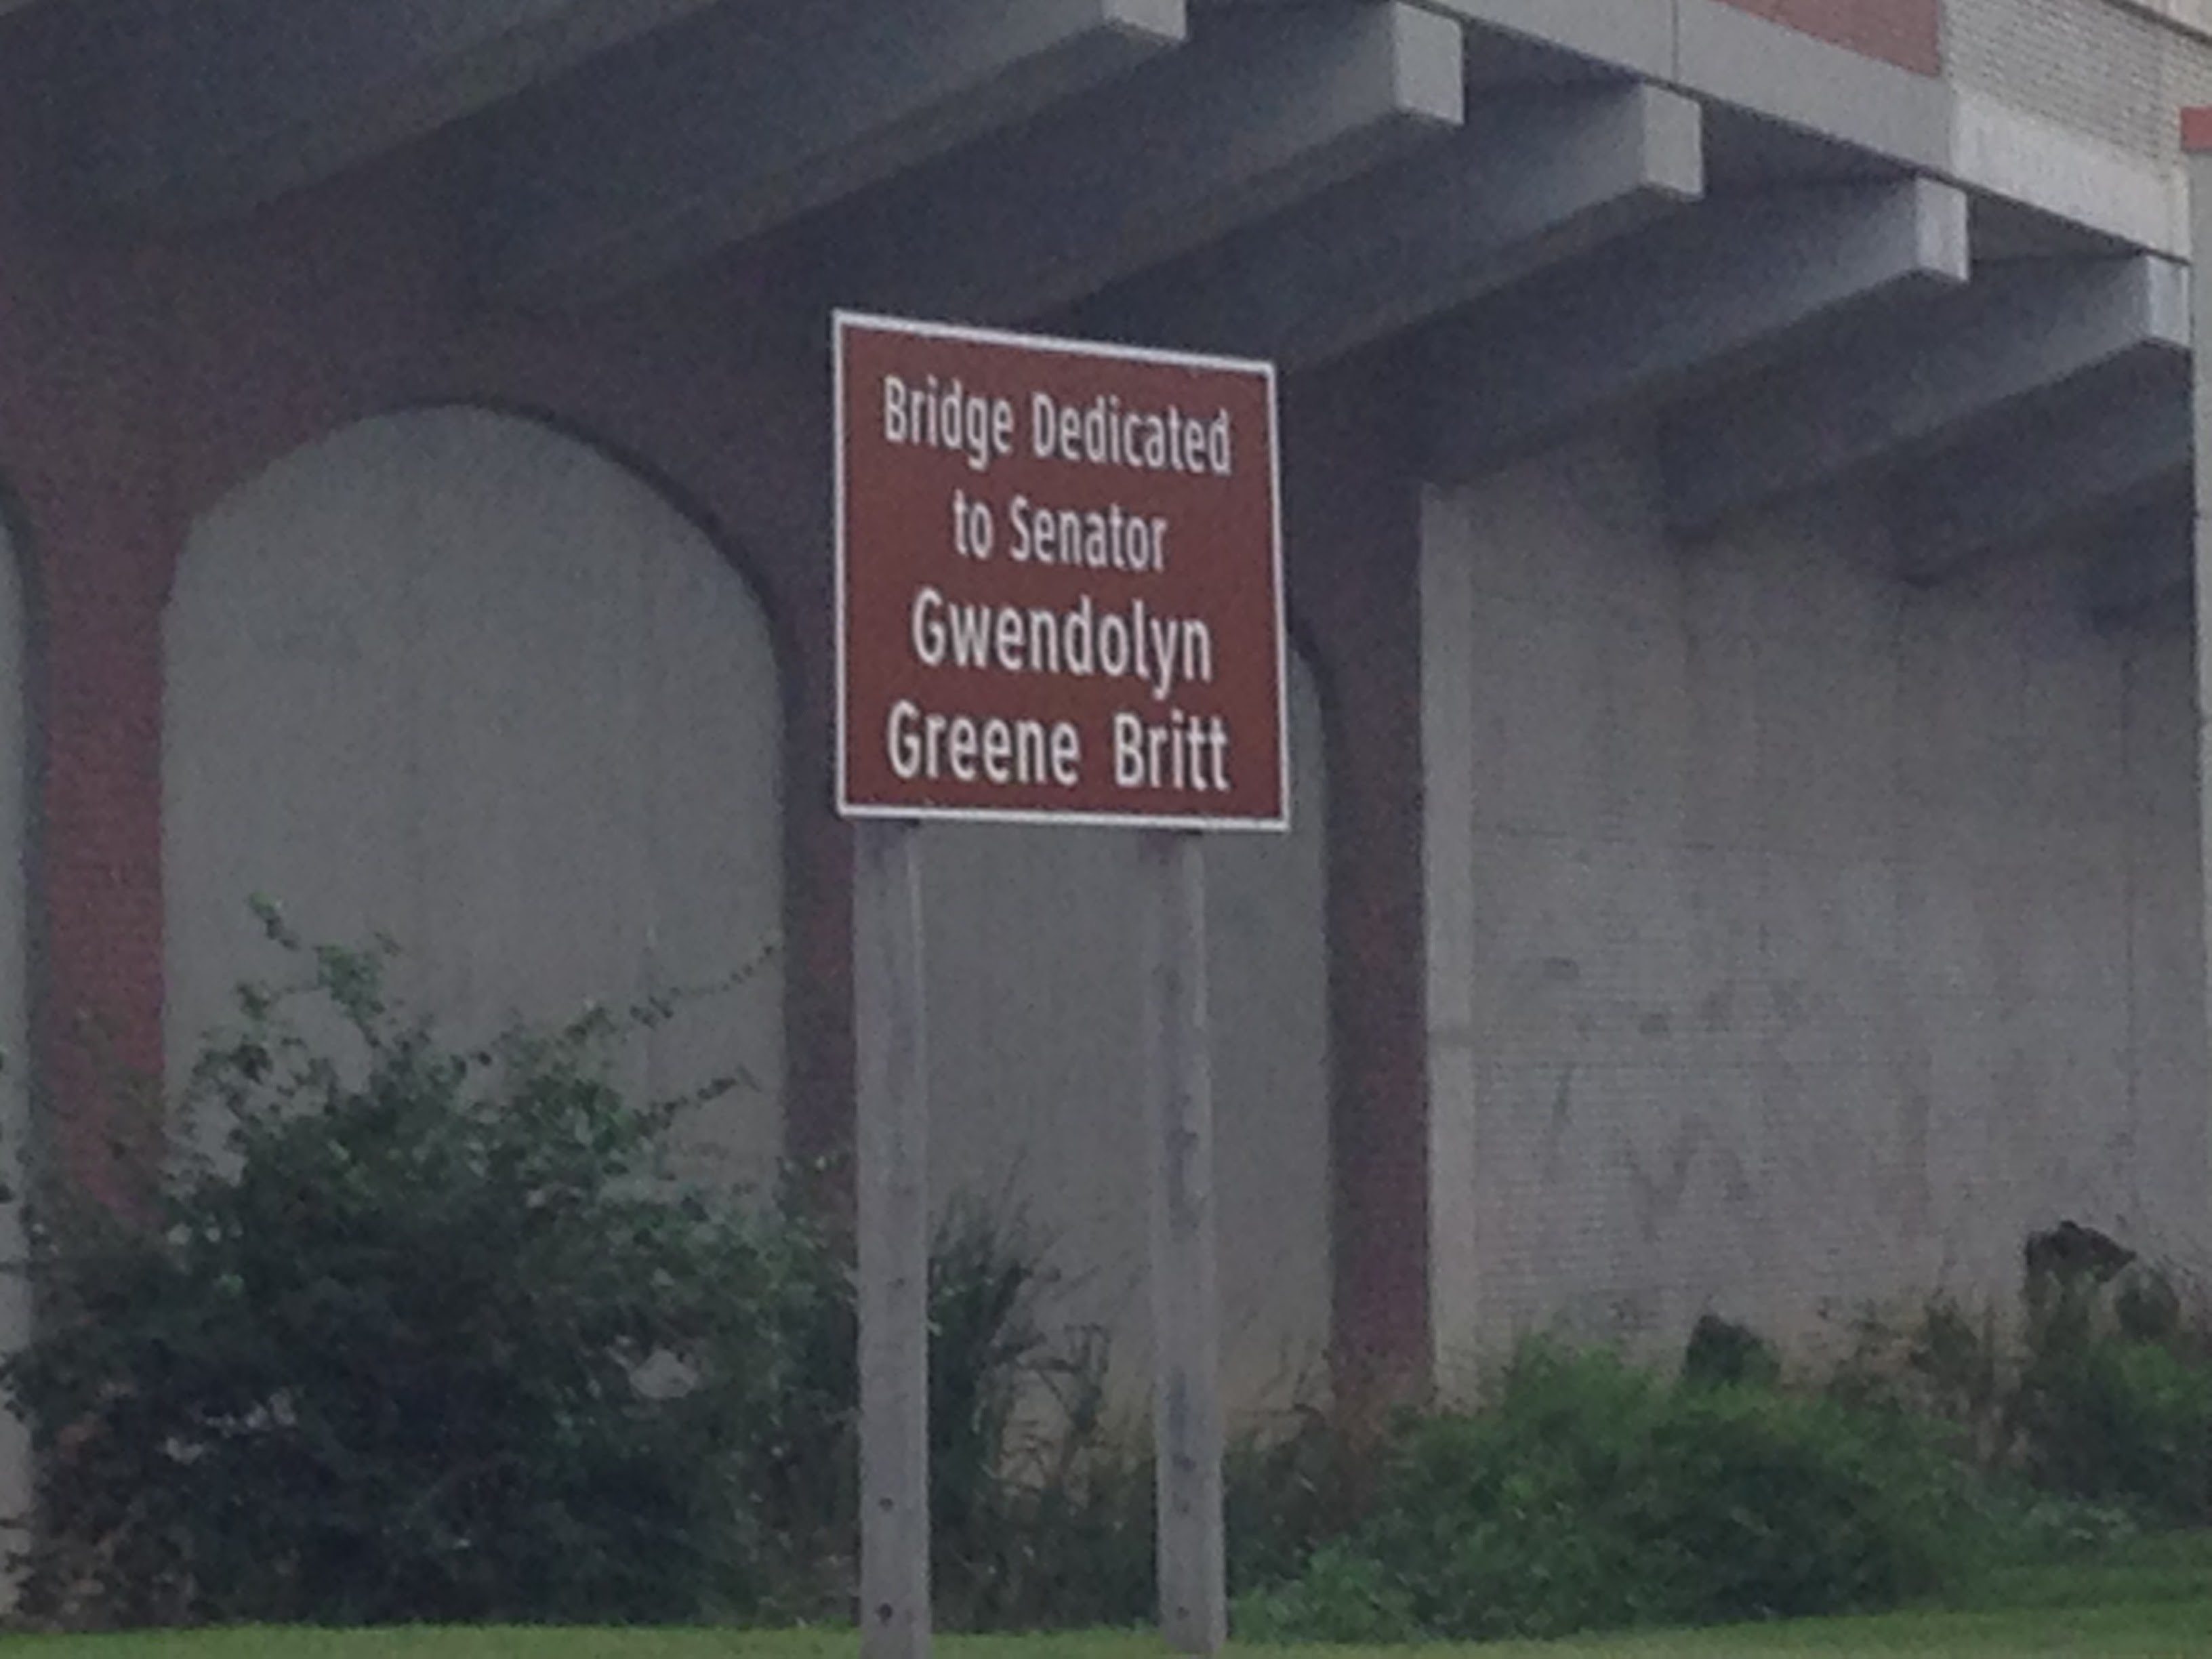 Bridge Dedicated
to Senator
Gwendolyn
Greene Britt